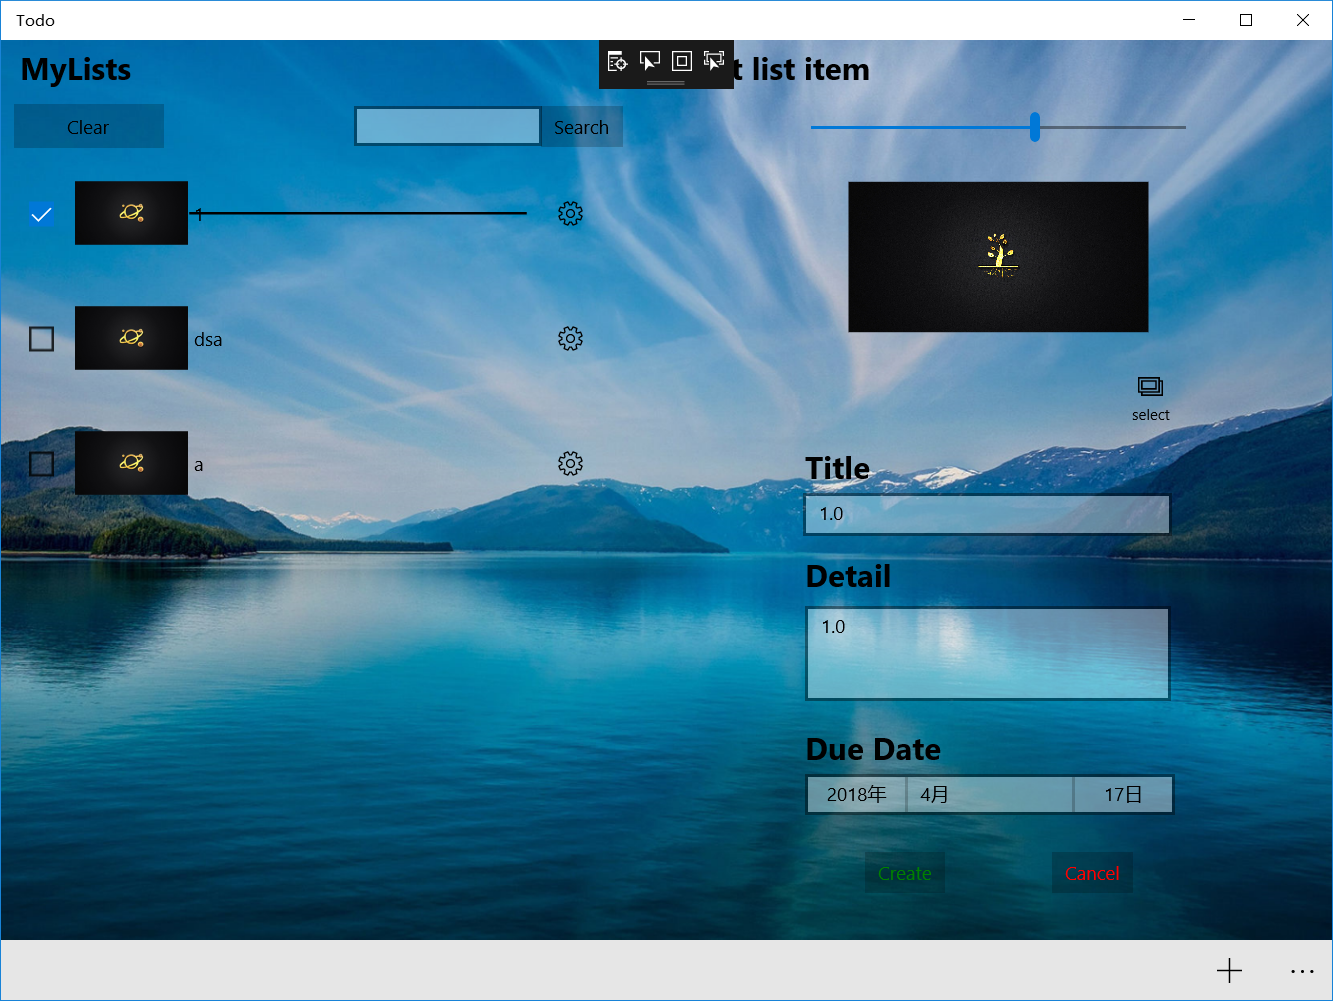 Todo
MyLists
t list item
Clear
Search
1
dsa
a
select
Title
1.0
Detail
1.0
Due Date
2018年 4月 17日
Create
Cancel